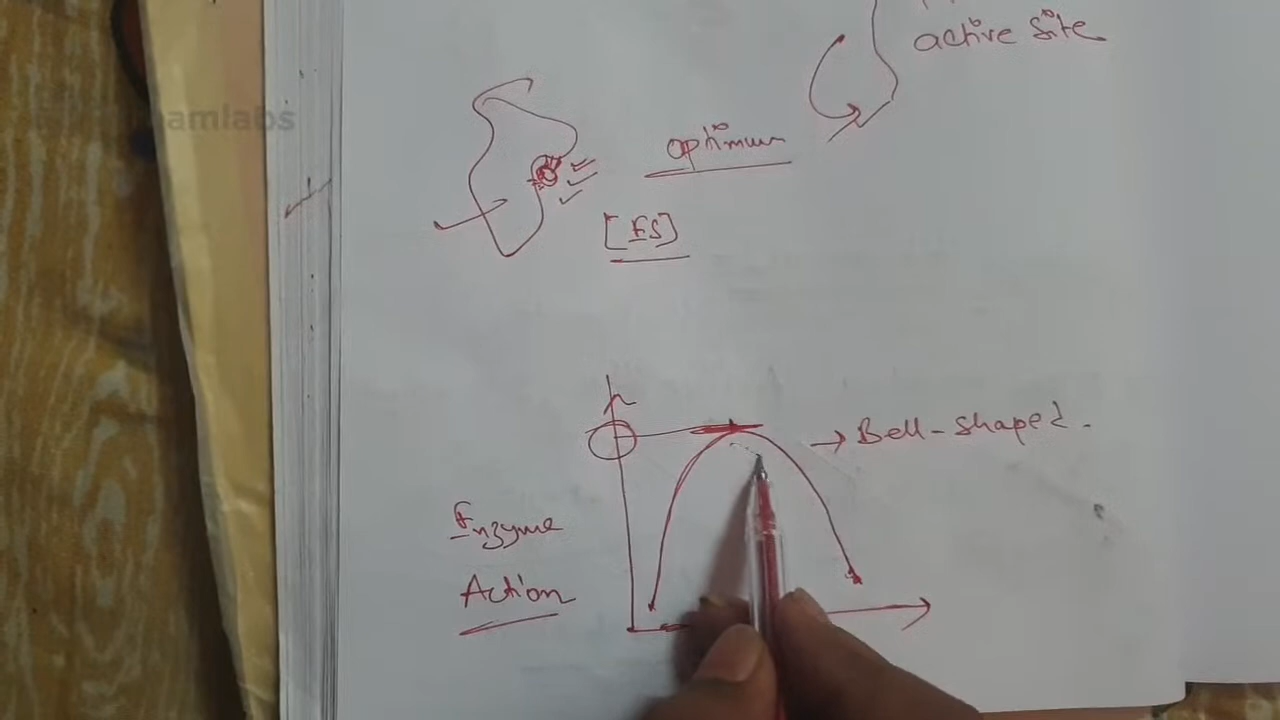 active site
optimum
[ES]
Bell-shaped.
Enzyme
Action